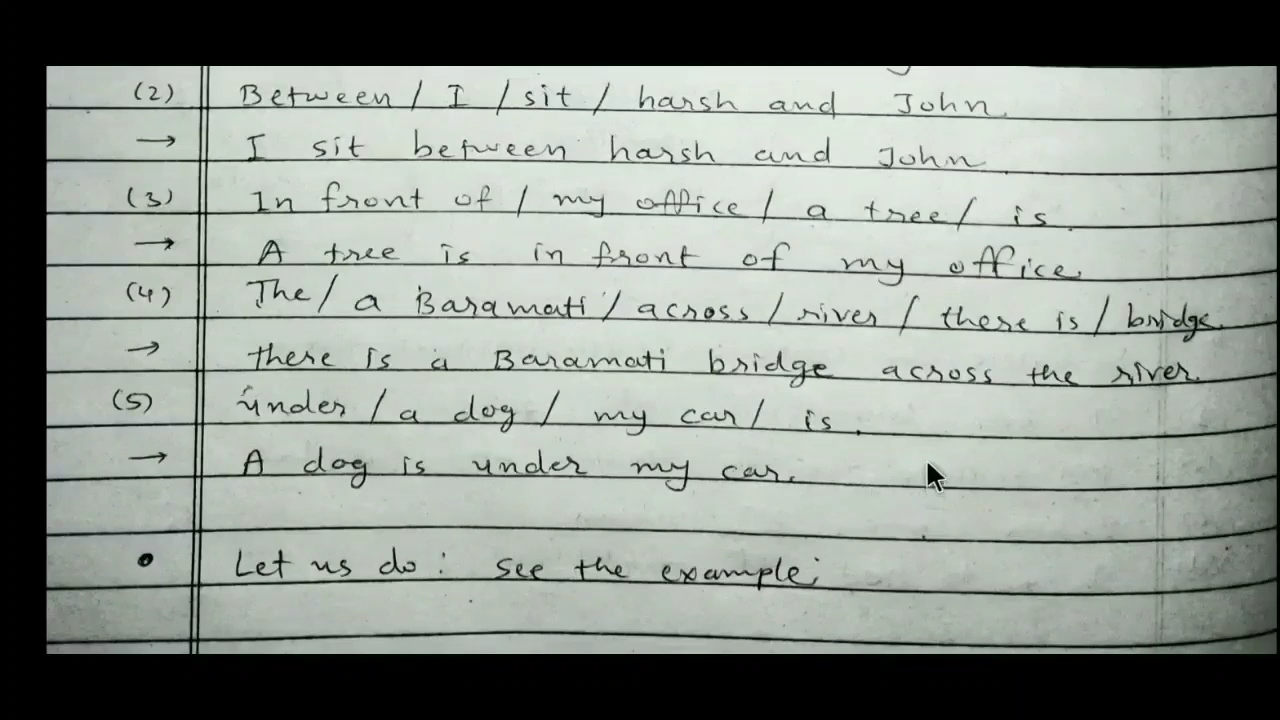 (2) Between / I / sit / harsh and John.
→ I sit between harsh and John
(3) In front of / my office / a tree / is.
→ A tree is in front of my office.
(4) The / a Baramati / across / river / there is / bridge.
→ there is a Baramati bridge across the river.
(5) under / a dog / my car / is.
→ A dog is under my car.
• Let us do : see the example;